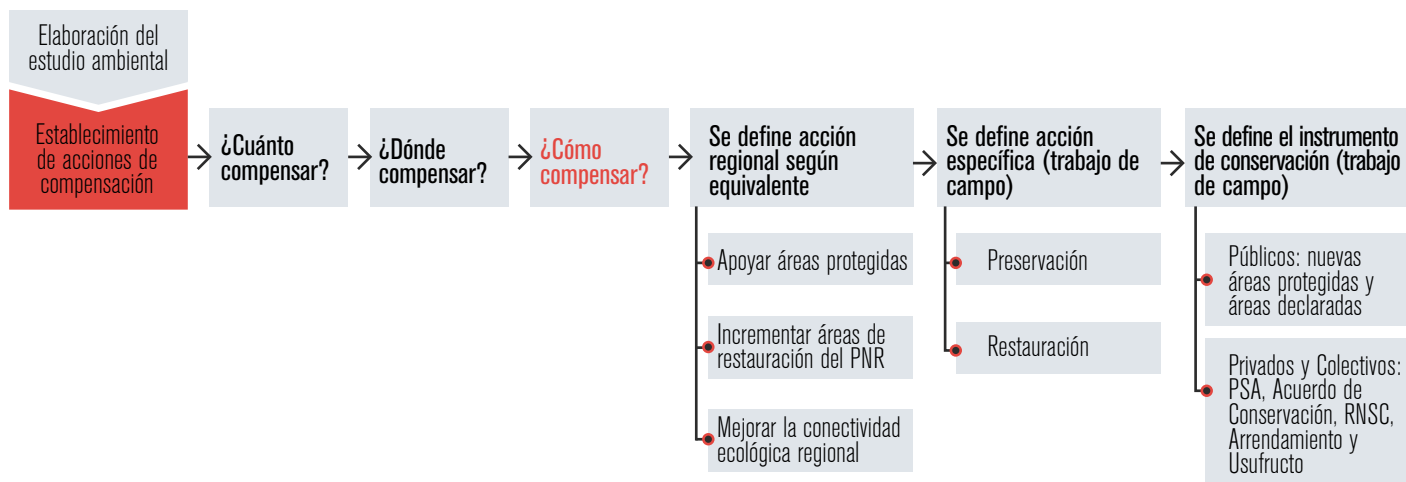 Elaboración del
estudio ambiental
Establecimiento
de acciones de
compensación
¿Cuánto
compensar?
¿Dónde
compensar?
¿Cómo
compensar?
Se define acción
regional según
equivalente
Apoyar áreas protegidas
Incrementar áreas de
restauración del PNR
Mejorar la conectividad
ecológica regional
Se define acción
específica (trabajo de
campo)
Preservación
Restauración
Se define el instrumento
de conservación (trabajo
de campo)
Públicos: nuevas
áreas protegidas y
áreas declaradas
Privados y Colectivos:
PSA, Acuerdo de
Conservación, RNSC,
Arrendamiento y
Usufructo